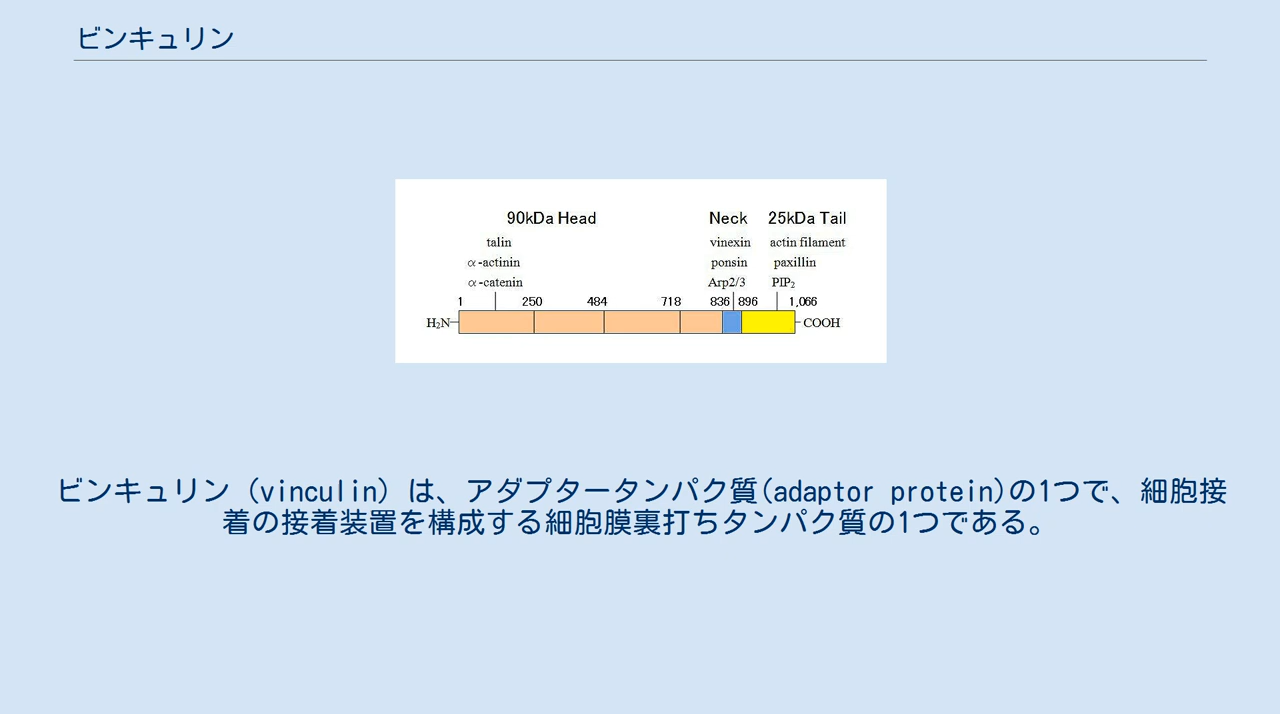 ビンキュリン
90kDa Head Neck 25kDa Tail
talin vinexin actin filament
α-actinin ponsin paxillin
α-catenin Arp2/3 PIP₂
1 250 484 718 836 896 1,066
H₂N COOH
ビンキュリン (vinculin) は、アダプタータンパク質(adaptor protein)の1つで、細胞接
着の接着装置を構成する細胞膜裏打ちタンパク質の1つである。